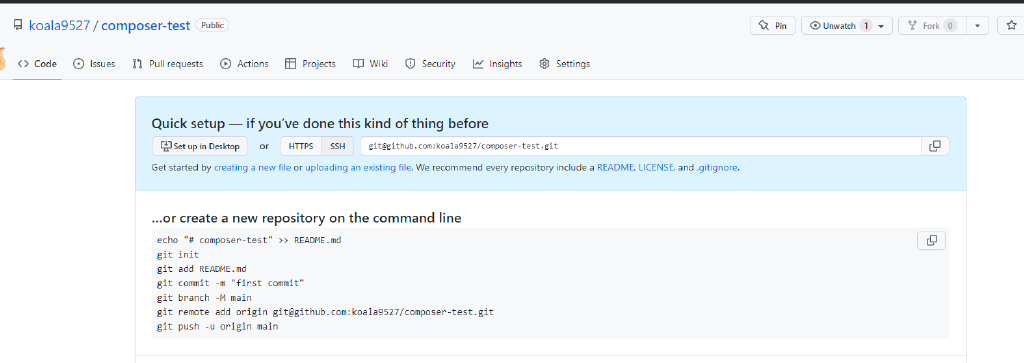 koala9527 / composer-test Public
Pin Unwatch 1 Fork 0
Code Issues Pull requests Actions Projects Wiki Security Insights Settings
Quick setup — if you've done this kind of thing before
Set up in Desktop or HTTPS SSH git@github.com:koala9527/composer-test.git
Get started by creating a new file or uploading an existing file. We recommend every repository include a README, LICENSE, and .gitignore.
...or create a new repository on the command line
echo "# composer-test" >> README.md
git init
git add README.md
git commit -m "first commit"
git branch -M main
git remote add origin git@github.com:koala9527/composer-test.git
git push -u origin main